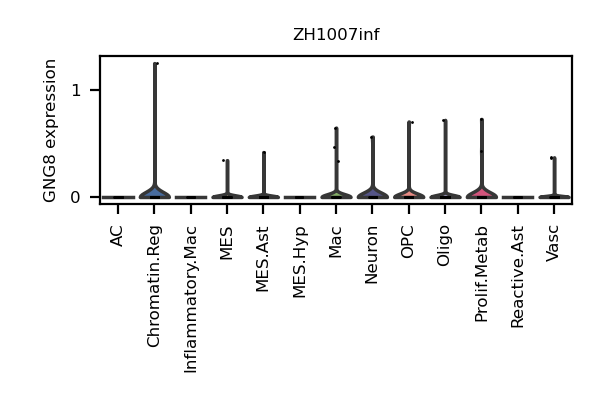 ZH1007inf
GNG8 expression
1
0
AC
Chromatin.Reg
Inflammatory.Mac
MES
MES.Ast
MES.Hyp
Mac
Neuron
OPC
Oligo
Prolif.Metab
Reactive.Ast
Vasc